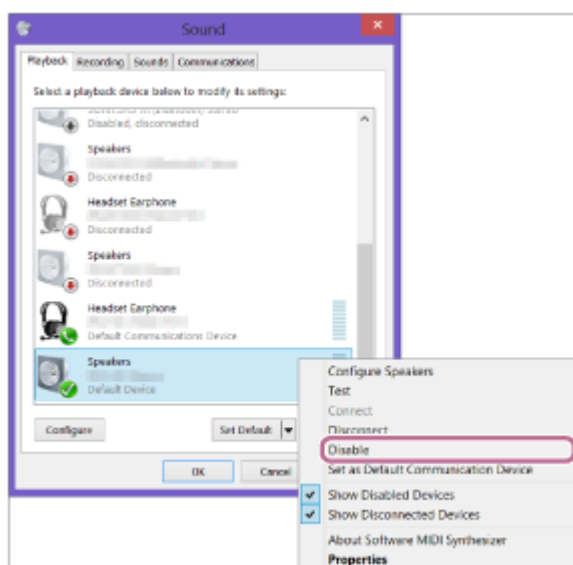 Sound
Playback Recording Sounds Communications
Select a playback device below to modify its settings:
Disabled, disconnected
Speakers
Disconnected
Headset Earphone
Disconnected
Speakers
Disconnected
Headset Earphone
Default Communications Device
Speakers
Default Device
Configure Set Default
OK Cancel
Configure Speakers
Test
Connect
Disconnect
Disable
Set as Default Communication Device
Show Disabled Devices
Show Disconnected Devices
About Software MIDI Synthesizer
Properties